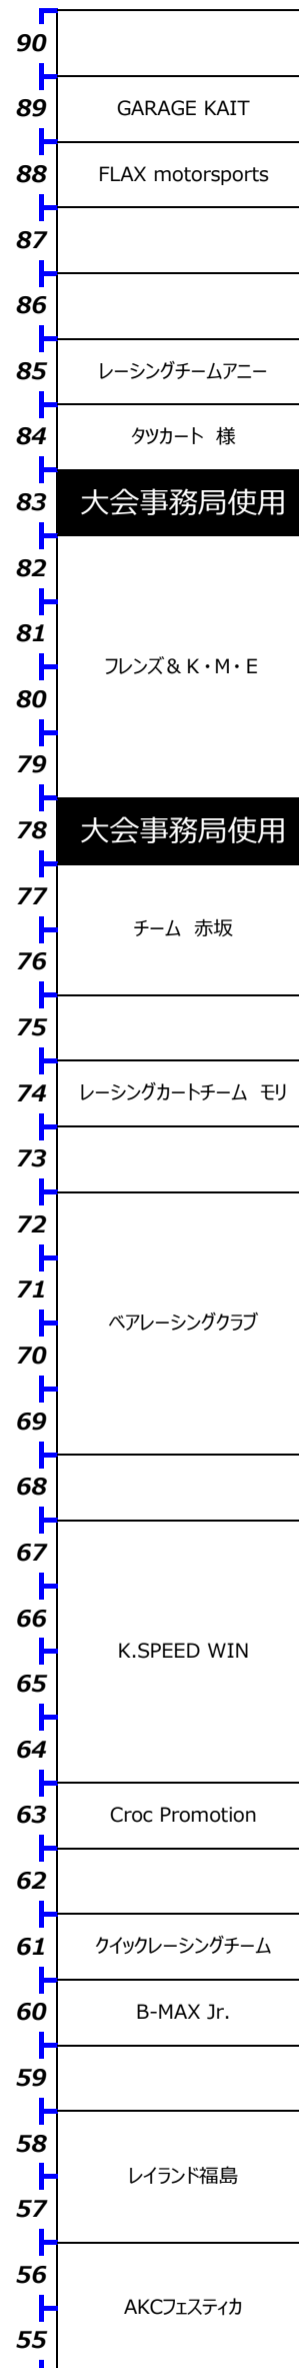 90
89 GARAGE KAIT
88 FLAX motorsports
87
86
85 レーシングチームアニー
84 タツカート 様
83 大会事務局使用
82
81
フレンズ& K・M・E
80
79
78 大会事務局使用
77
チーム 赤坂
76
75
74 レーシングカートチーム モリ
73
72
71
ベアレーシングクラブ
70
69
68
67
66
K.SPEED WIN
65
64
63 Croc Promotion
62
61 クイックレーシングチーム
60 B-MAX Jr.
59
58
レイランド福島
57
56
AKCフェスティカ
55